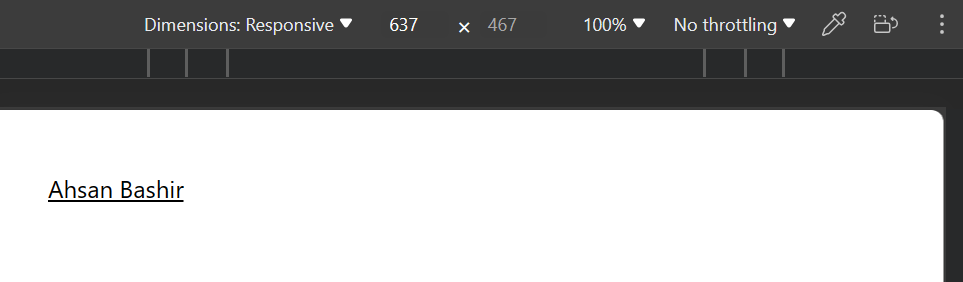 Dimensions: Responsive 637 × 467 100% No throttling
Ahsan Bashir